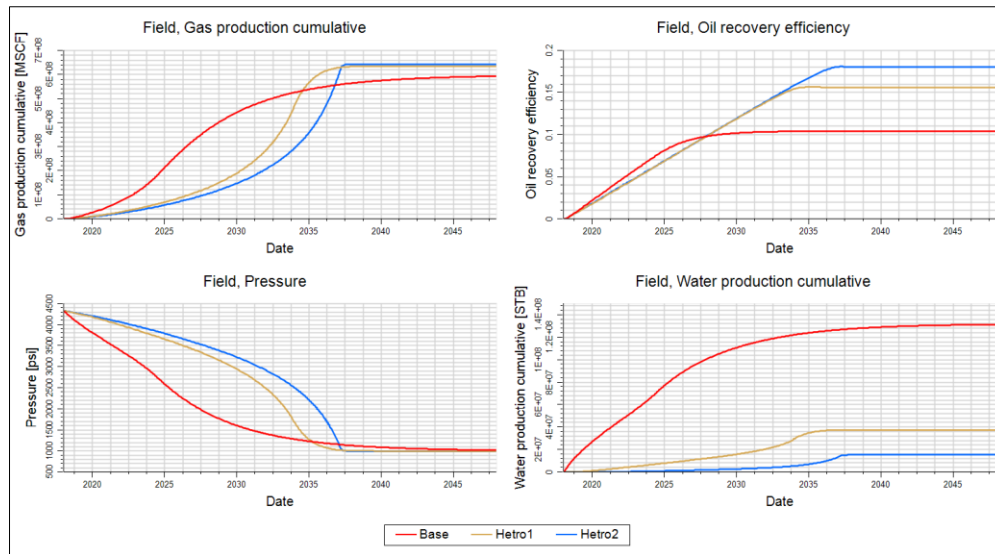 Field, Gas production cumulative
Gas production cumulative [MSCF]
7E+08
6E+08
5E+08
4E+08
3E+08
2E+08
1E+08
0
2020 2025 2030 2035 2040 2045
Date
Field, Oil recovery efficiency
Oil recovery efficiency
0.2
0.15
0.1
0.05
0
2020 2025 2030 2035 2040 2045
Date
Field, Pressure
Pressure [psi]
4500
4000
3500
3000
2500
2000
1500
1000
500
2020 2025 2030 2035 2040 2045
Date
Field, Water production cumulative
Water production cumulative [STB]
1.4E+08
1.2E+08
1E+08
8E+07
6E+07
4E+07
2E+07
0
2020 2025 2030 2035 2040 2045
Date
Base Hetro1 Hetro2